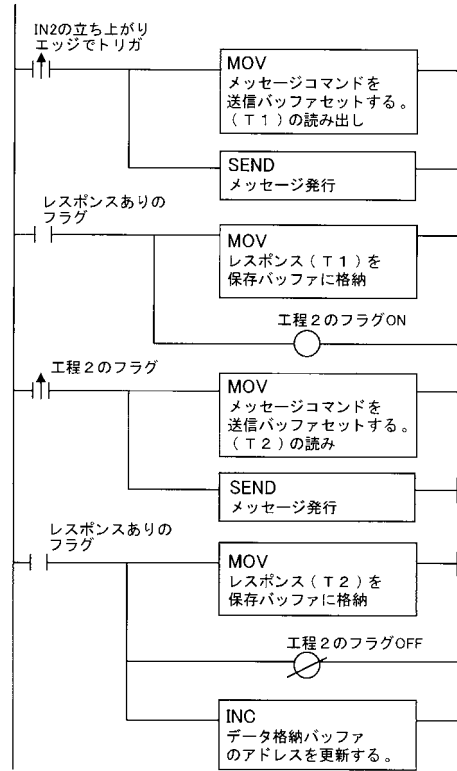 IN2の立ち上がり
エッジでトリガ
MOV
メッセージコマンドを
送信バッファセットする。
(T1)の読み出し
SEND
メッセージ発行
レスポンスありの
フラグ
MOV
レスポンス(T1)を
保存バッファに格納
工程2のフラグON
工程2のフラグ
MOV
メッセージコマンドを
送信バッファセットする。
(T2)の読み
SEND
メッセージ発行
レスポンスありの
フラグ
MOV
レスポンス(T2)を
保存バッファに格納
工程2のフラグOFF
INC
データ格納バッファ
のアドレスを更新する。